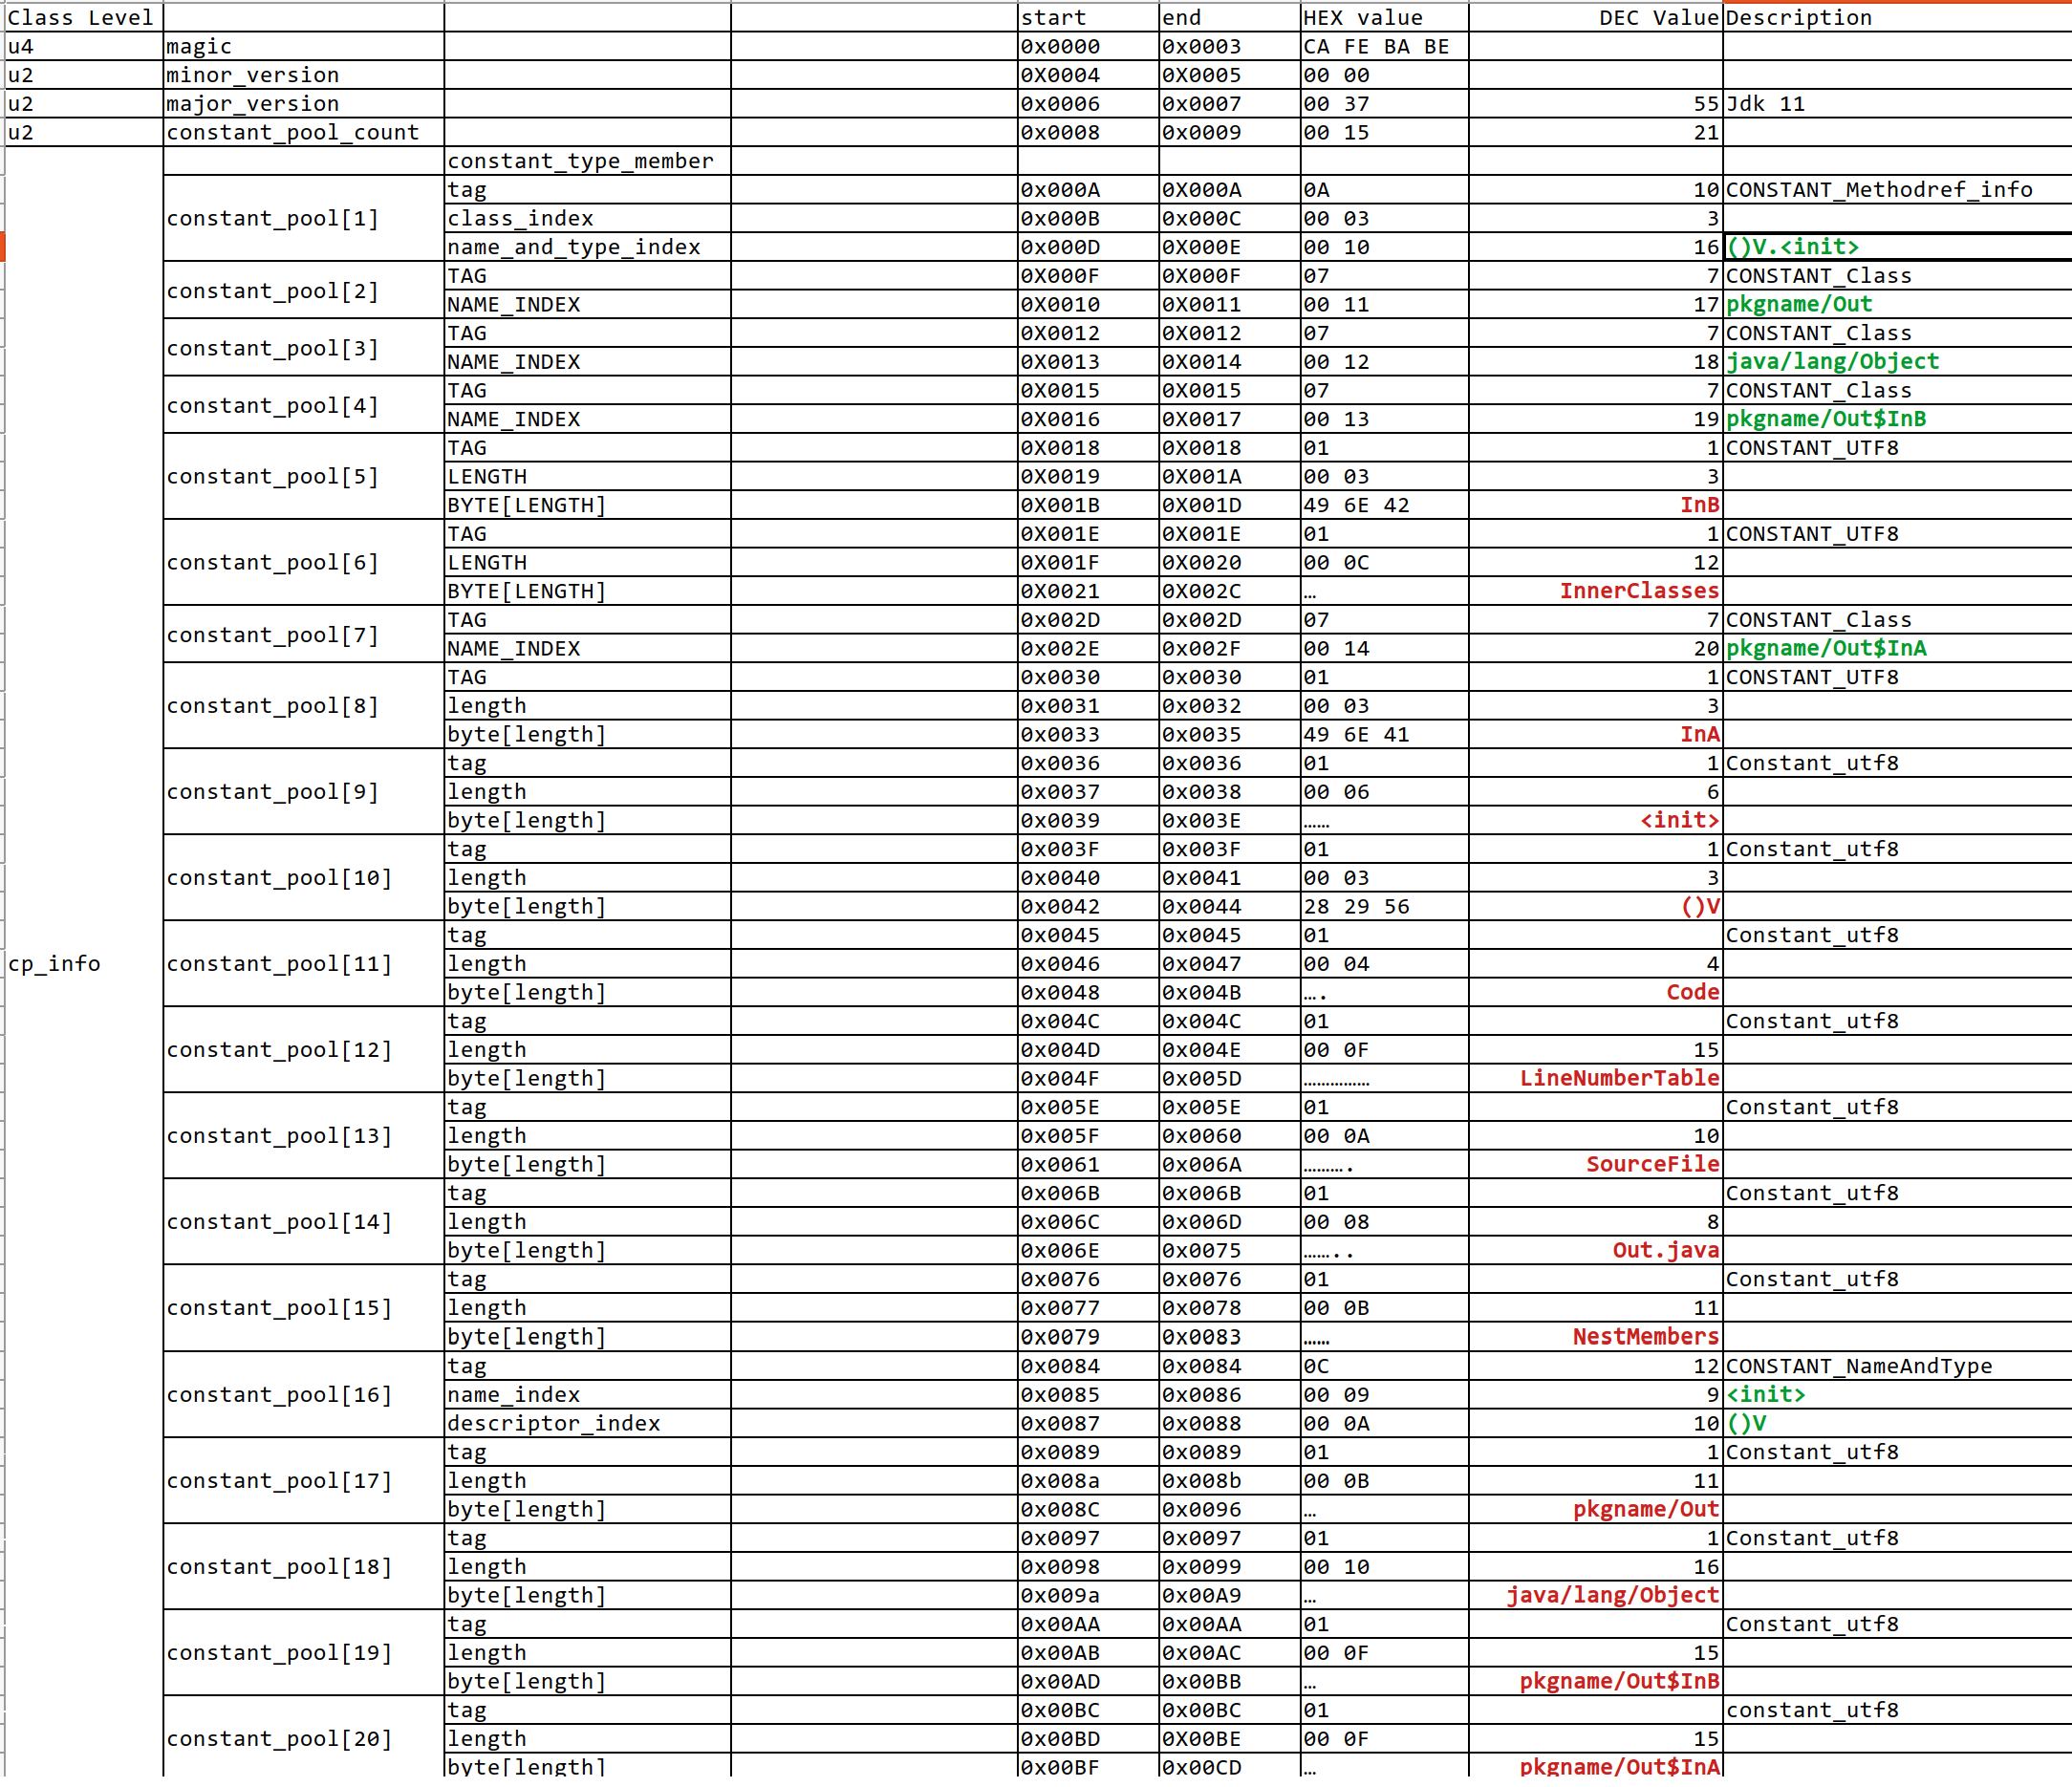 Class Level start end HEX value DEC Value Description
u4 magic 0x0000 0x0003 CA FE BA BE
u2 minor_version 0X0004 0X0005 00 00
u2 major_version 0x0006 0x0007 00 37 55 Jdk 11
u2 constant_pool_count 0x0008 0x0009 00 15 21
constant_type_member
tag 0x000A 0X000A 0A 10 CONSTANT_Methodref_info
constant_pool[1] class_index 0x000B 0x000C 00 03 3
name_and_type_index 0x000D 0X000E 00 10 16 ()V.<init>
constant_pool[2] TAG 0X000F 0X000F 07 7 CONSTANT_Class
NAME_INDEX 0X0010 0X0011 00 11 17 pkgname/Out
constant_pool[3] TAG 0X0012 0X0012 07 7 CONSTANT_Class
NAME_INDEX 0X0013 0X0014 00 12 18 java/lang/Object
constant_pool[4] TAG 0X0015 0X0015 07 7 CONSTANT_Class
NAME_INDEX 0X0016 0X0017 00 13 19 pkgname/Out$InB
TAG 0X0018 0X0018 01 1 CONSTANT_UTF8
constant_pool[5] LENGTH 0X0019 0X001A 00 03 3
BYTE[LENGTH] 0X001B 0X001D 49 6E 42 InB
TAG 0X001E 0X001E 01 1 CONSTANT_UTF8
constant_pool[6] LENGTH 0X001F 0X0020 00 0C 12
BYTE[LENGTH] 0X0021 0X002C … InnerClasses
constant_pool[7] TAG 0x002D 0x002D 07 7 CONSTANT_Class
NAME_INDEX 0x002E 0x002F 00 14 20 pkgname/Out$InA
TAG 0x0030 0x0030 01 1 CONSTANT_UTF8
constant_pool[8] length 0x0031 0x0032 00 03 3
byte[length] 0x0033 0x0035 49 6E 41 InA
tag 0x0036 0x0036 01 1 Constant_utf8
constant_pool[9] length 0x0037 0x0038 00 06 6
byte[length] 0x0039 0x003E …… <init>
tag 0x003F 0x003F 01 1 Constant_utf8
constant_pool[10] length 0x0040 0x0041 00 03 3
byte[length] 0x0042 0x0044 28 29 56 ()V
tag 0x0045 0x0045 01 Constant_utf8
cp_info constant_pool[11] length 0x0046 0x0047 00 04 4
byte[length] 0x0048 0x004B …. Code
tag 0x004C 0x004C 01 Constant_utf8
constant_pool[12] length 0x004D 0x004E 00 0F 15
byte[length] 0x004F 0x005D …………… LineNumberTable
tag 0x005E 0x005E 01 Constant_utf8
constant_pool[13] length 0x005F 0x0060 00 0A 10
byte[length] 0x0061 0x006A ………. SourceFile
tag 0x006B 0x006B 01 Constant_utf8
constant_pool[14] length 0x006C 0x006D 00 08 8
byte[length] 0x006E 0x0075 …….. Out.java
tag 0x0076 0x0076 01 Constant_utf8
constant_pool[15] length 0x0077 0x0078 00 0B 11
byte[length] 0x0079 0x0083 …… NestMembers
tag 0x0084 0x0084 0C 12 CONSTANT_NameAndType
constant_pool[16] name_index 0x0085 0x0086 00 09 9 <init>
descriptor_index 0x0087 0x0088 00 0A 10 ()V
tag 0x0089 0x0089 01 1 Constant_utf8
constant_pool[17] length 0x008a 0x008b 00 0B 11
byte[length] 0x008C 0x0096 … pkgname/Out
tag 0x0097 0x0097 01 1 Constant_utf8
constant_pool[18] length 0x0098 0x0099 00 10 16
byte[length] 0x009a 0x00A9 … java/lang/Object
tag 0x00AA 0x00AA 01 Constant_utf8
constant_pool[19] length 0x00AB 0x00AC 00 0F 15
byte[length] 0x00AD 0x00BB … pkgname/Out$InB
tag 0x00BC 0x00BC 01 constant_utf8
constant_pool[20] length 0x00BD 0X00BE 00 0F 15
byte[length] 0x00BF 0x00CD … pkgname/Out$InA